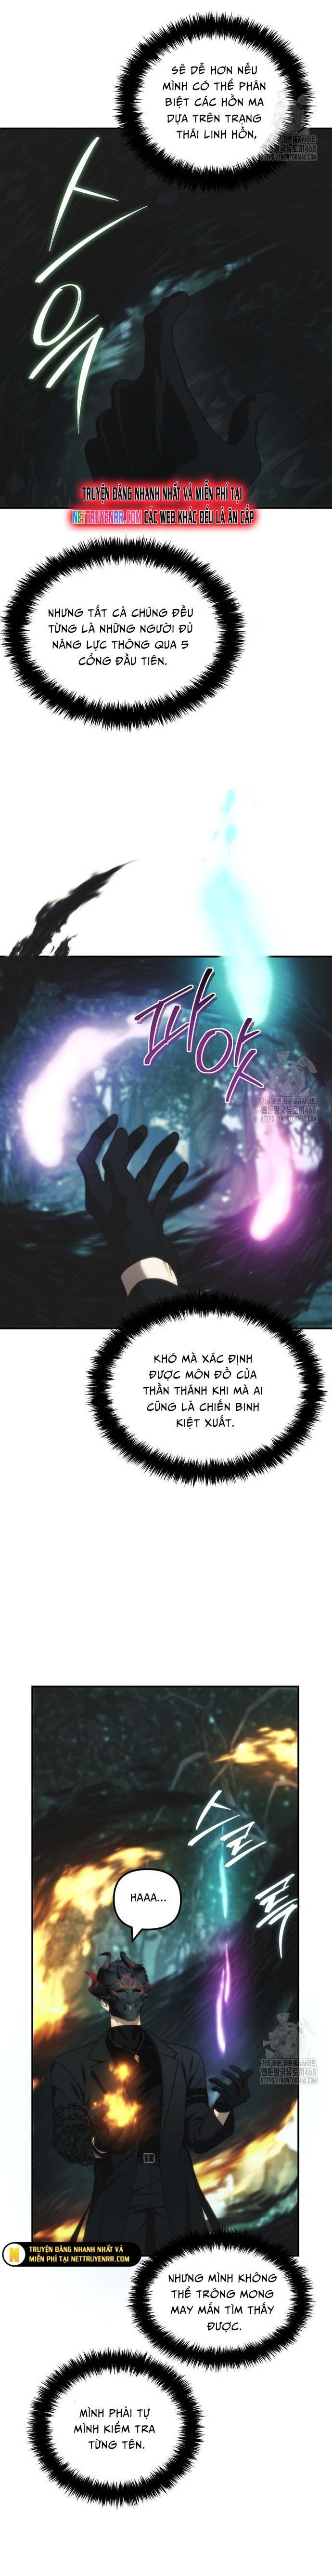 SẼ DỄ HƠN NẾU
MÌNH CÓ THỂ PHÂN
BIỆT CÁC HỒN MA
DỰA TRÊN TRẠNG
THÁI LINH HỒN,
스
으
TRUYỆN ĐĂNG NHANH NHẤT VÀ MIỄN PHÍ TẠI
NETTRUYENRR.COM CÁC WEB KHÁC ĐỀU LÀ ĂN CẮP
NHƯNG TẤT CẢ CHÚNG ĐỀU
TỪNG LÀ NHỮNG NGƯỜI ĐỦ
NĂNG LỰC THÔNG QUA 5
CỔNG ĐẦU TIÊN.
파
앗
KHÓ MÀ XÁC ĐỊNH
ĐƯỢC MÔN ĐỒ CỦA
THẦN THÁNH KHI MÀ AI
CŨNG LÀ CHIẾN BINH
KIỆT XUẤT.
스
르
륵
HAAA...
TRUYỆN ĐĂNG NHANH NHẤT VÀ
MIỄN PHÍ TẠI NETTRUYENRR.COM
NHƯNG MÌNH KHÔNG
THỂ TRÔNG MONG
MAY MẮN TÌM THẤY
ĐƯỢC.
MÌNH PHẢI TỰ
MÌNH KIỂM TRA
TỪNG TÊN.